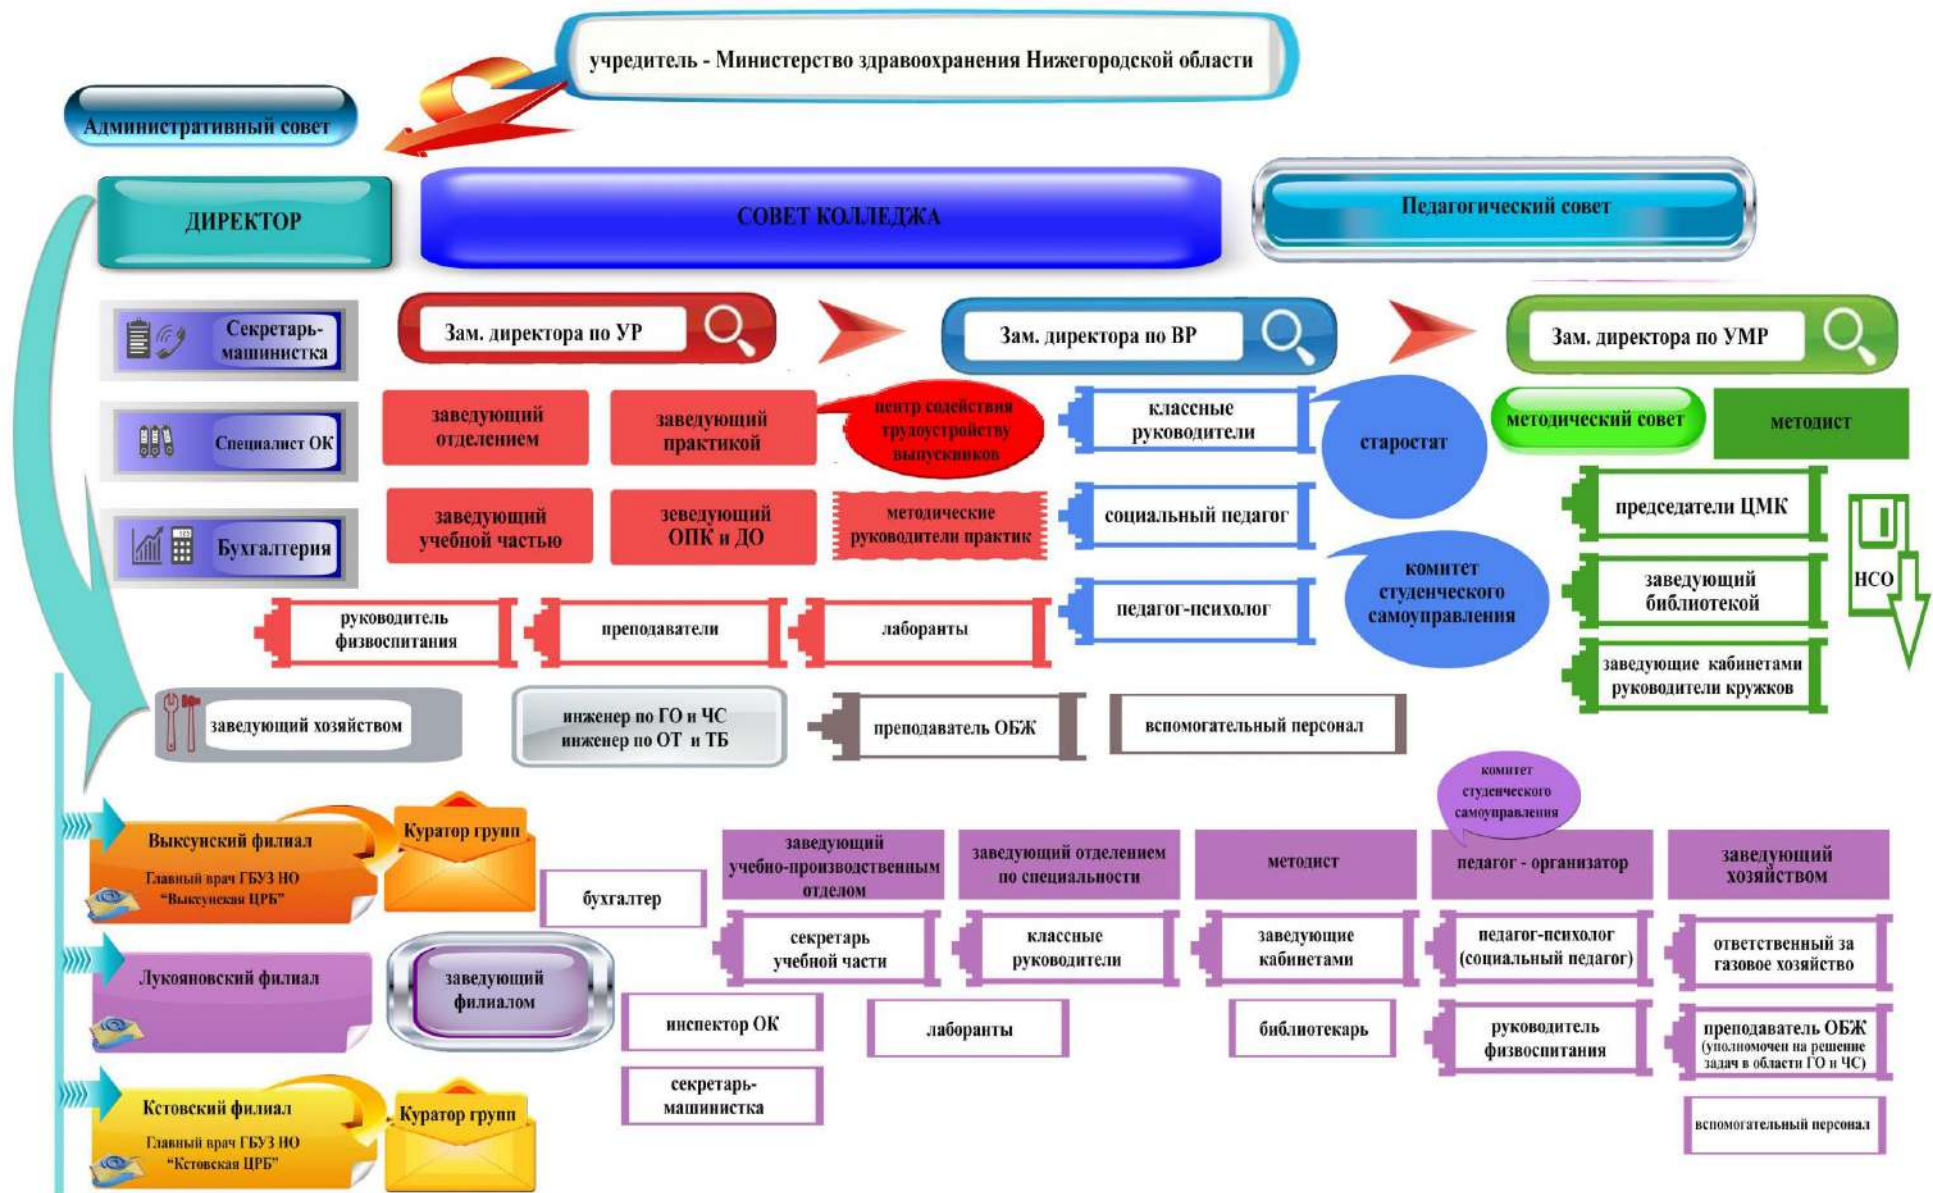 учредитель - Министерство здравоохранения Нижегородской области
Административный совет
ДИРЕКТОР
СОВЕТ КОЛЛЕДЖА
Педагогический совет
Секретарь-
машинистка
Зам. директора по УР
Зам. директора по ВР
Зам. директора по УМР
Специалист ОК
Бухгалтерия
заведующий
отделением
заведующий
практикой
центр содействия
трудоустройству
выпускников
заведующий
учебной частью
зеведующий
ОПК и ДО
методические
руководители практик
руководитель
физвоспитания
преподаватели
лаборанты
классные
руководители
старостат
социальный педагог
педагог-психолог
комитет
студенческого
самоуправления
методический совет
методист
председатели ЦМК
заведующий
библиотекой
заведующие кабинетами
руководители кружков
НСО
заведующий хозяйством
инженер по ГО и ЧС
инженер по ОТ и ТБ
преподаватель ОБЖ
вспомогательный персонал
Выксунский филиал
Главный врач ГБУЗ НО
“Выксунская ЦРБ”
Куратор групп
Лукояновский филиал
заведующий
филиалом
Кстовский филиал
Главный врач ГБУЗ НО
“Кстовская ЦРБ”
Куратор групп
бухгалтер
инспектор ОК
секретарь-
машинистка
заведующий
учебно-производственным
отделом
секретарь
учебной части
заведующий отделением
по специальности
классные
руководители
лаборанты
методист
заведующие
кабинетами
библиотекарь
комитет
студенческого
самоуправления
педагог - организатор
педагог-психолог
(социальный педагог)
руководитель
физвоспитания
заведующий
хозяйством
ответственный за
газовое хозяйство
преподаватель ОБЖ
(уполномочен на решение
задач в области ГО и ЧС)
вспомогательный персонал